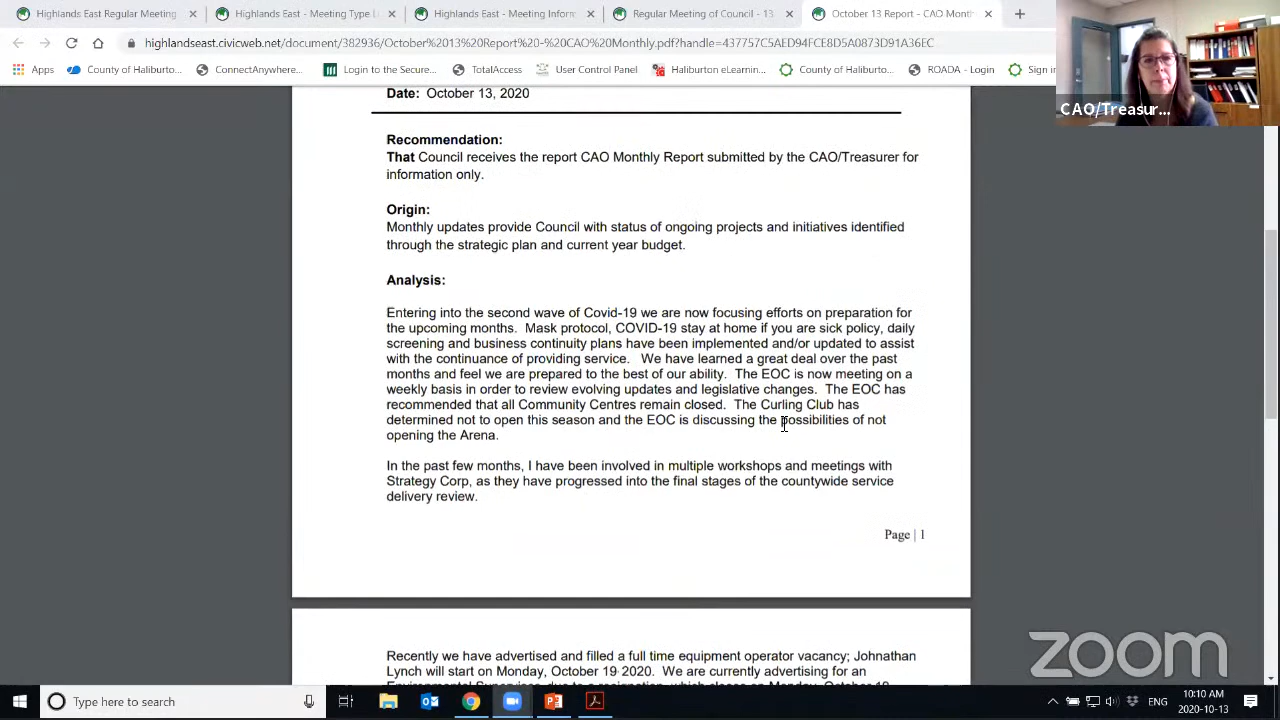 Highlands East - Meeting Results
Highlands East - Meeting Type L
Highlands East - Meeting Inform
Regular Meeting of Council - 13
October 13 Report - CAO Month
highlandseast.civicweb.net/document/382936/October%2013%20Report%20-%20CAO%20Monthly.pdf?handle=437757C5AED94FCE8D5A0873D91A36EC
Apps
County of Haliburto...
ConnectAnywhere...
Login to the Secure...
TotalAccess
User Control Panel
Haliburton eLearnin...
County of Haliburto...
ROADA - Login
Sign in
CAO/Treasur...
Date: October 13, 2020
Recommendation:
That Council receives the report CAO Monthly Report submitted by the CAO/Treasurer for
information only.
Origin:
Monthly updates provide Council with status of ongoing projects and initiatives identified
through the strategic plan and current year budget.
Analysis:
Entering into the second wave of Covid-19 we are now focusing efforts on preparation for
the upcoming months. Mask protocol, COVID-19 stay at home if you are sick policy, daily
screening and business continuity plans have been implemented and/or updated to assist
with the continuance of providing service. We have learned a great deal over the past
months and feel we are prepared to the best of our ability. The EOC is now meeting on a
weekly basis in order to review evolving updates and legislative changes. The EOC has
recommended that all Community Centres remain closed. The Curling Club has
determined not to open this season and the EOC is discussing the possibilities of not
opening the Arena.
In the past few months, I have been involved in multiple workshops and meetings with
Strategy Corp, as they have progressed into the final stages of the countywide service
delivery review.
Page | 1
Recently we have advertised and filled a full time equipment operator vacancy; Johnathan
Lynch will start on Monday, October 19 2020. We are currently advertising for an
zoom
Type here to search
ENG
10:10 AM
2020-10-13